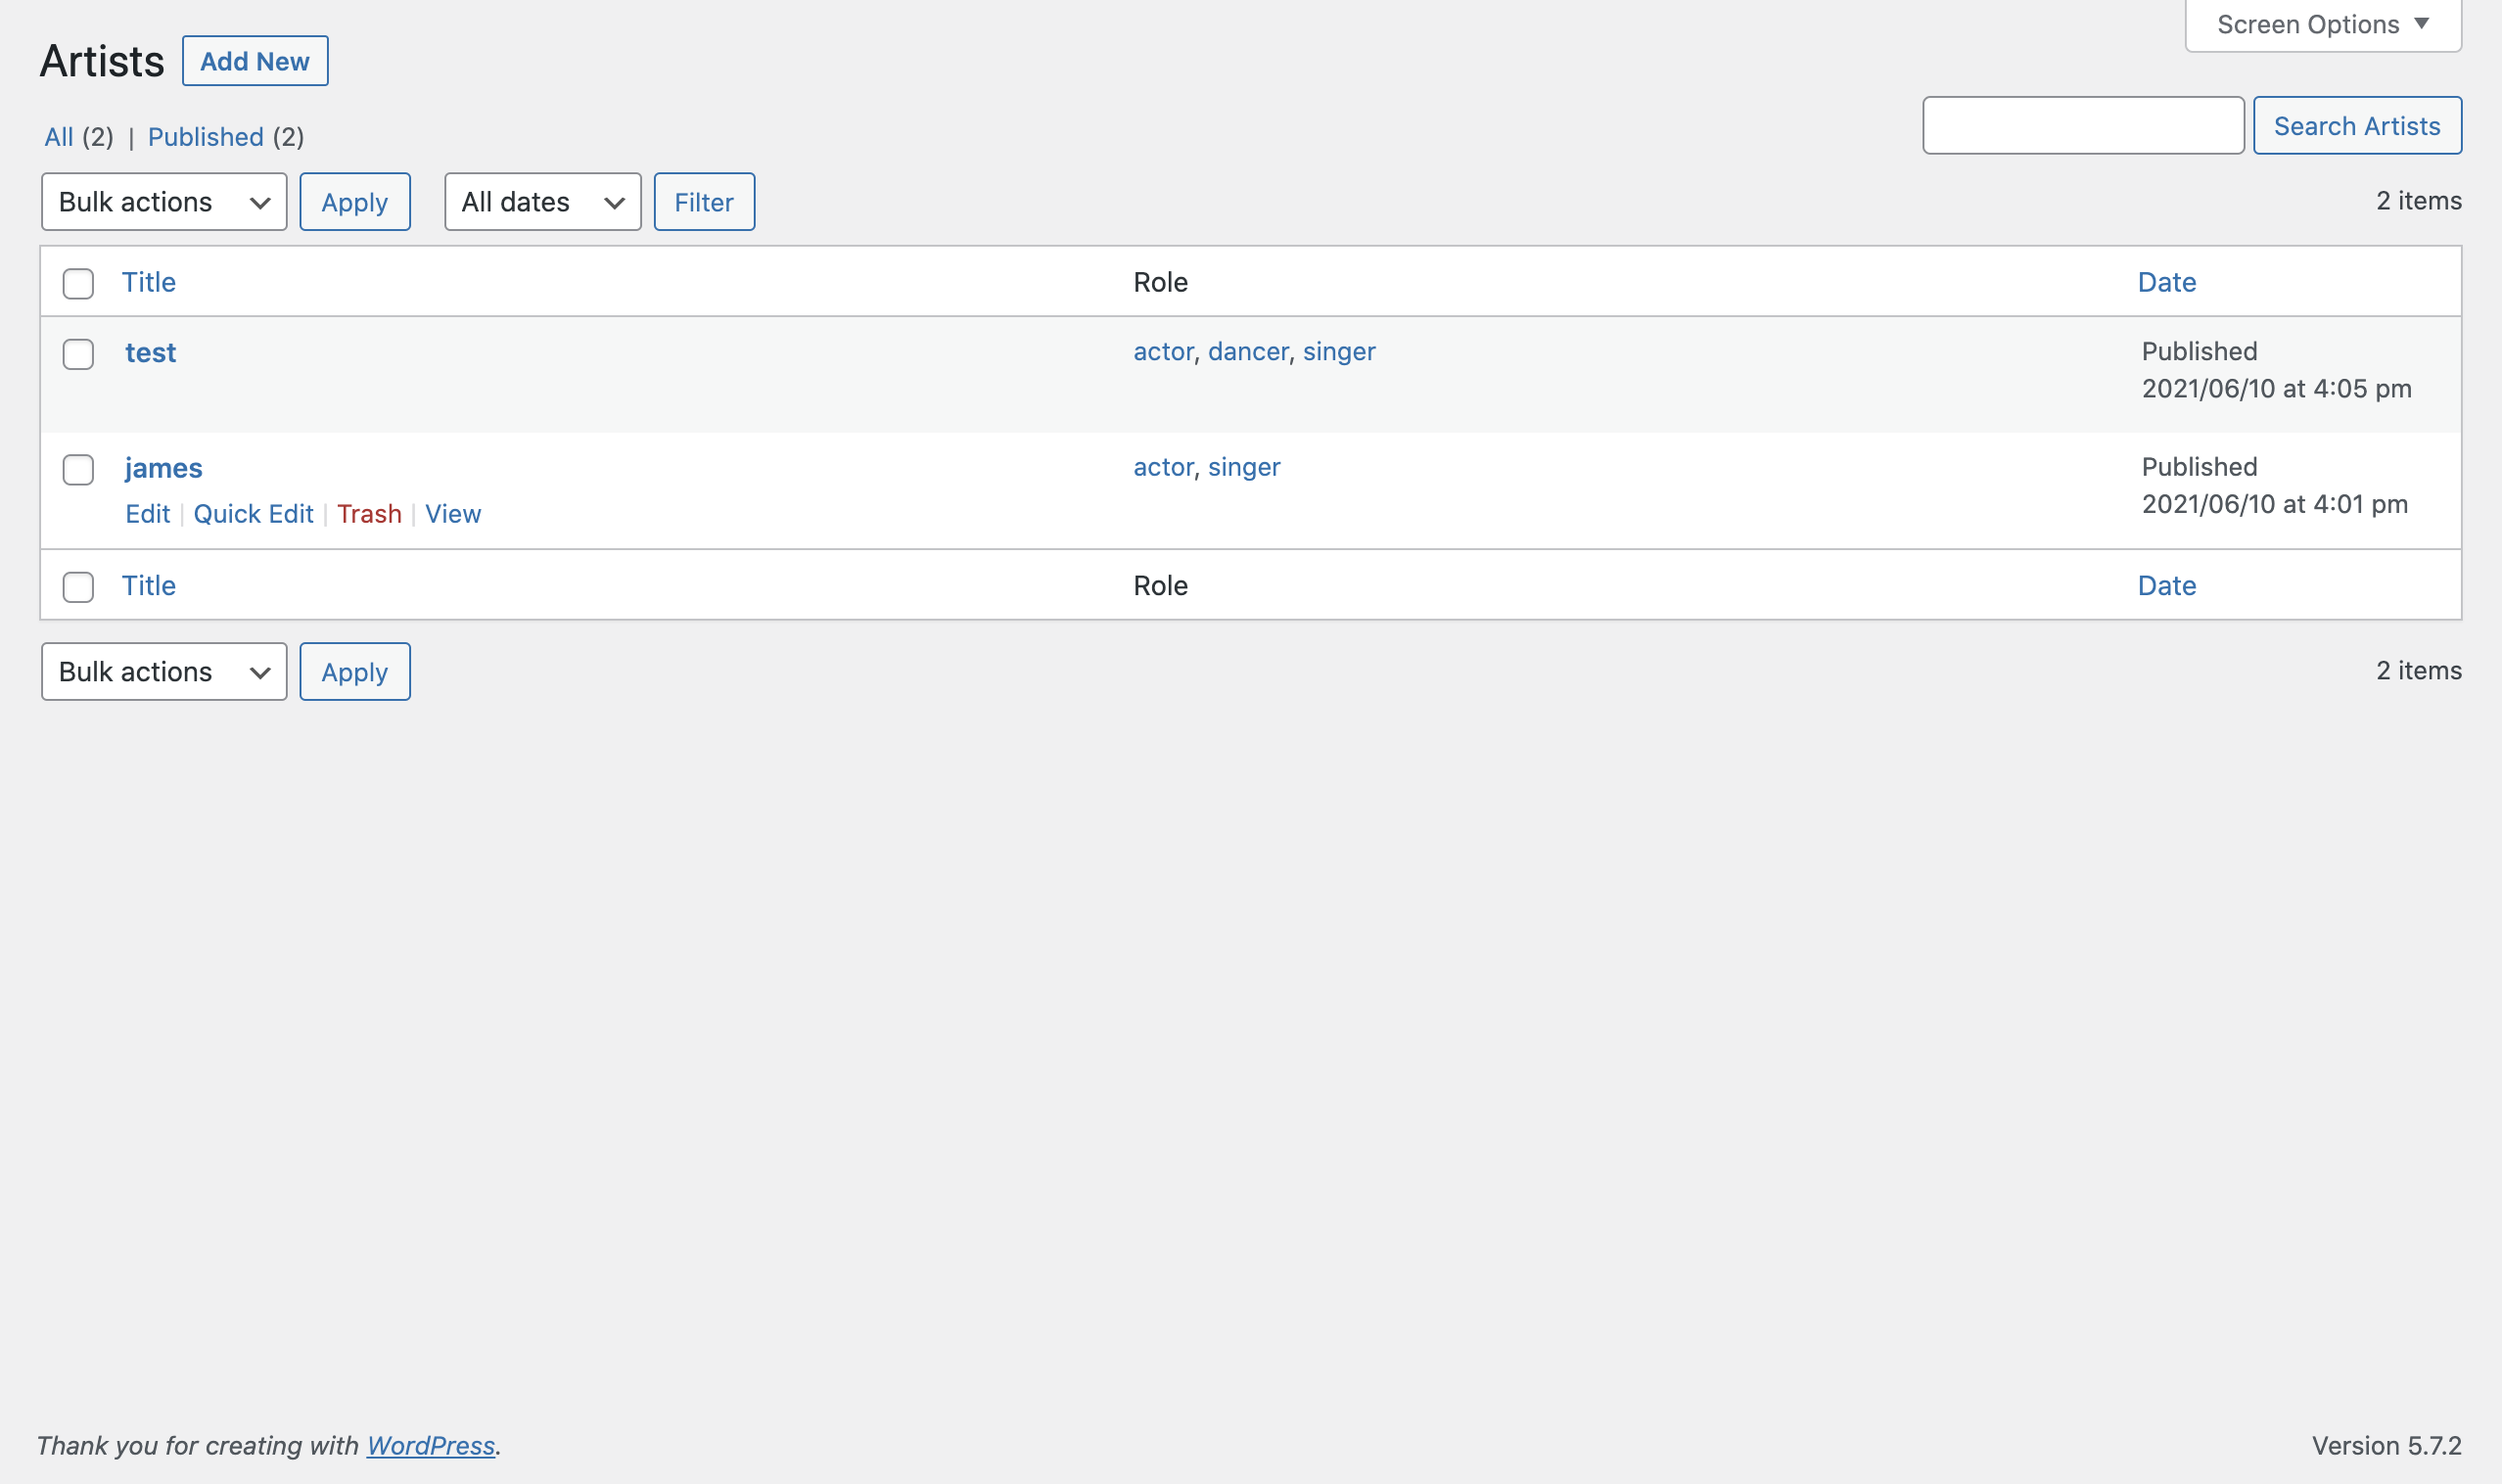 Screen Options
Artists Add New
All (2) | Published (2)
Search Artists
Bulk actions Apply All dates Filter 2 items
Title Role Date
test actor, dancer, singer Published
2021/06/10 at 4:05 pm
james actor, singer Published
Edit | Quick Edit | Trash | View 2021/06/10 at 4:01 pm
Title Role Date
Bulk actions Apply 2 items
Thank you for creating with WordPress. Version 5.7.2